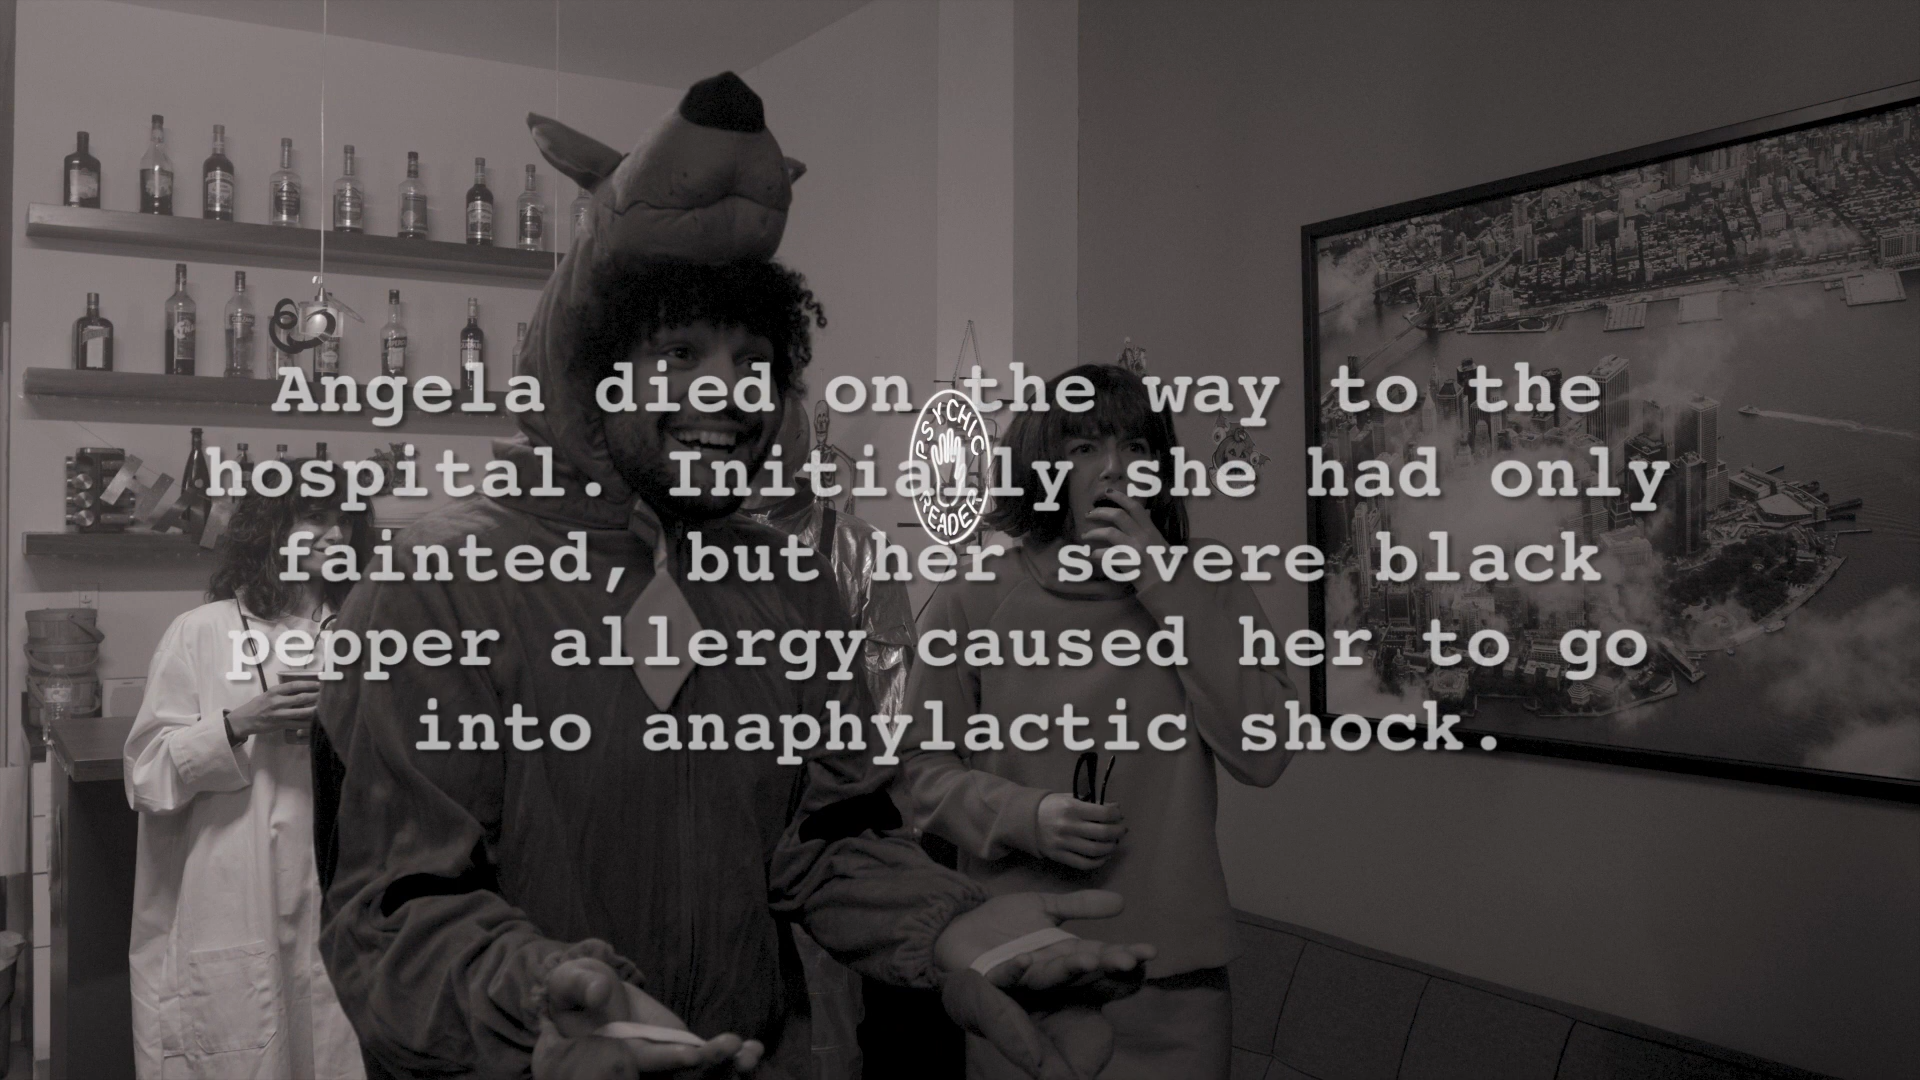 Angela died on the way to the
hospital. Initially she had only
fainted, but her severe black
pepper allergy caused her to go
into anaphylactic shock.
PSYCHIC
READER